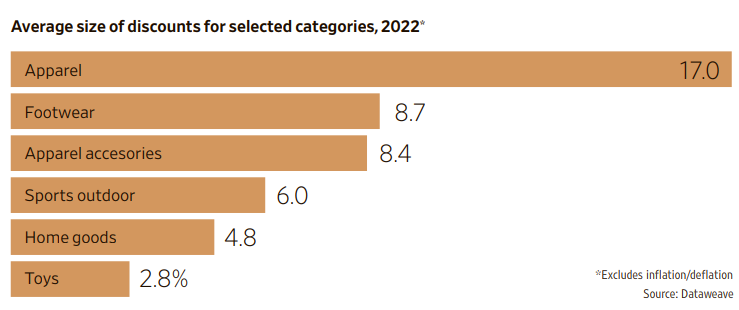 Average size of discounts for selected categories, 2022*
Apparel 17.0
Footwear 8.7
Apparel accesories 8.4
Sports outdoor 6.0
Home goods 4.8
Toys 2.8%
*Excludes inflation/deflation
Source: Dataweave